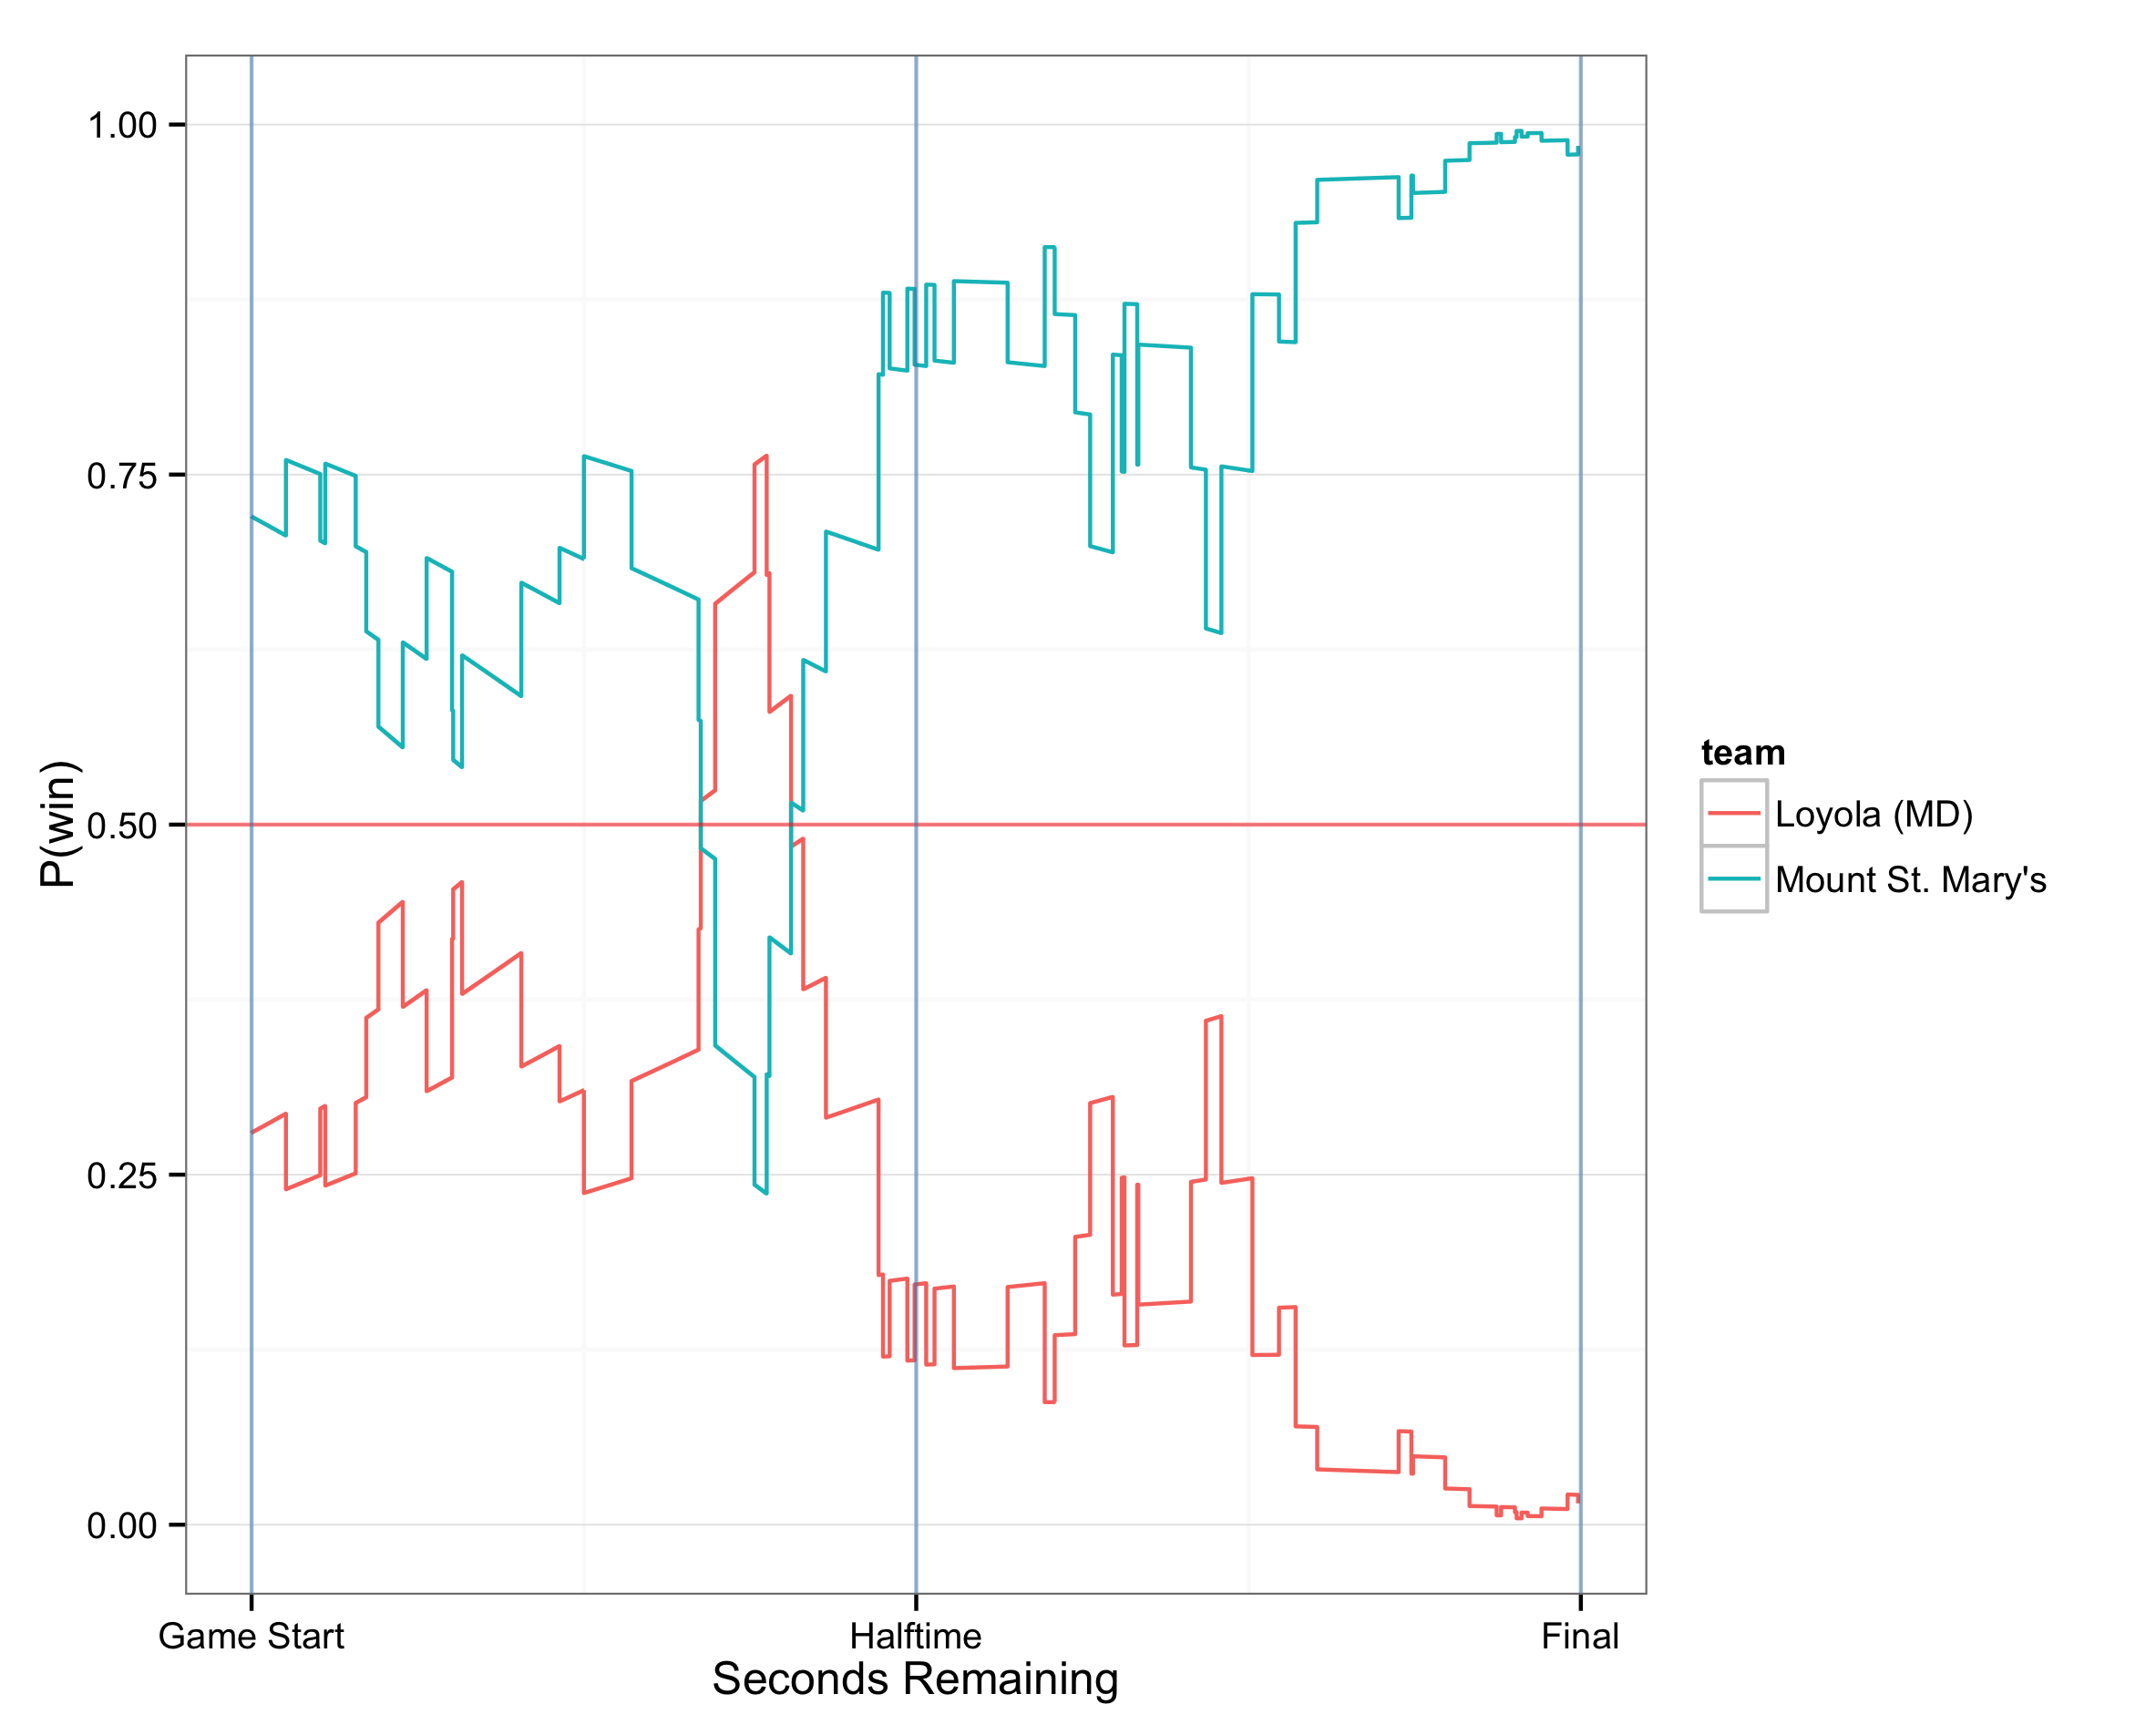 1.00
0.75
0.50
0.25
0.00
P(win)
Game Start
Halftime
Final
Seconds Remaining
team
Loyola (MD)
Mount St. Mary's